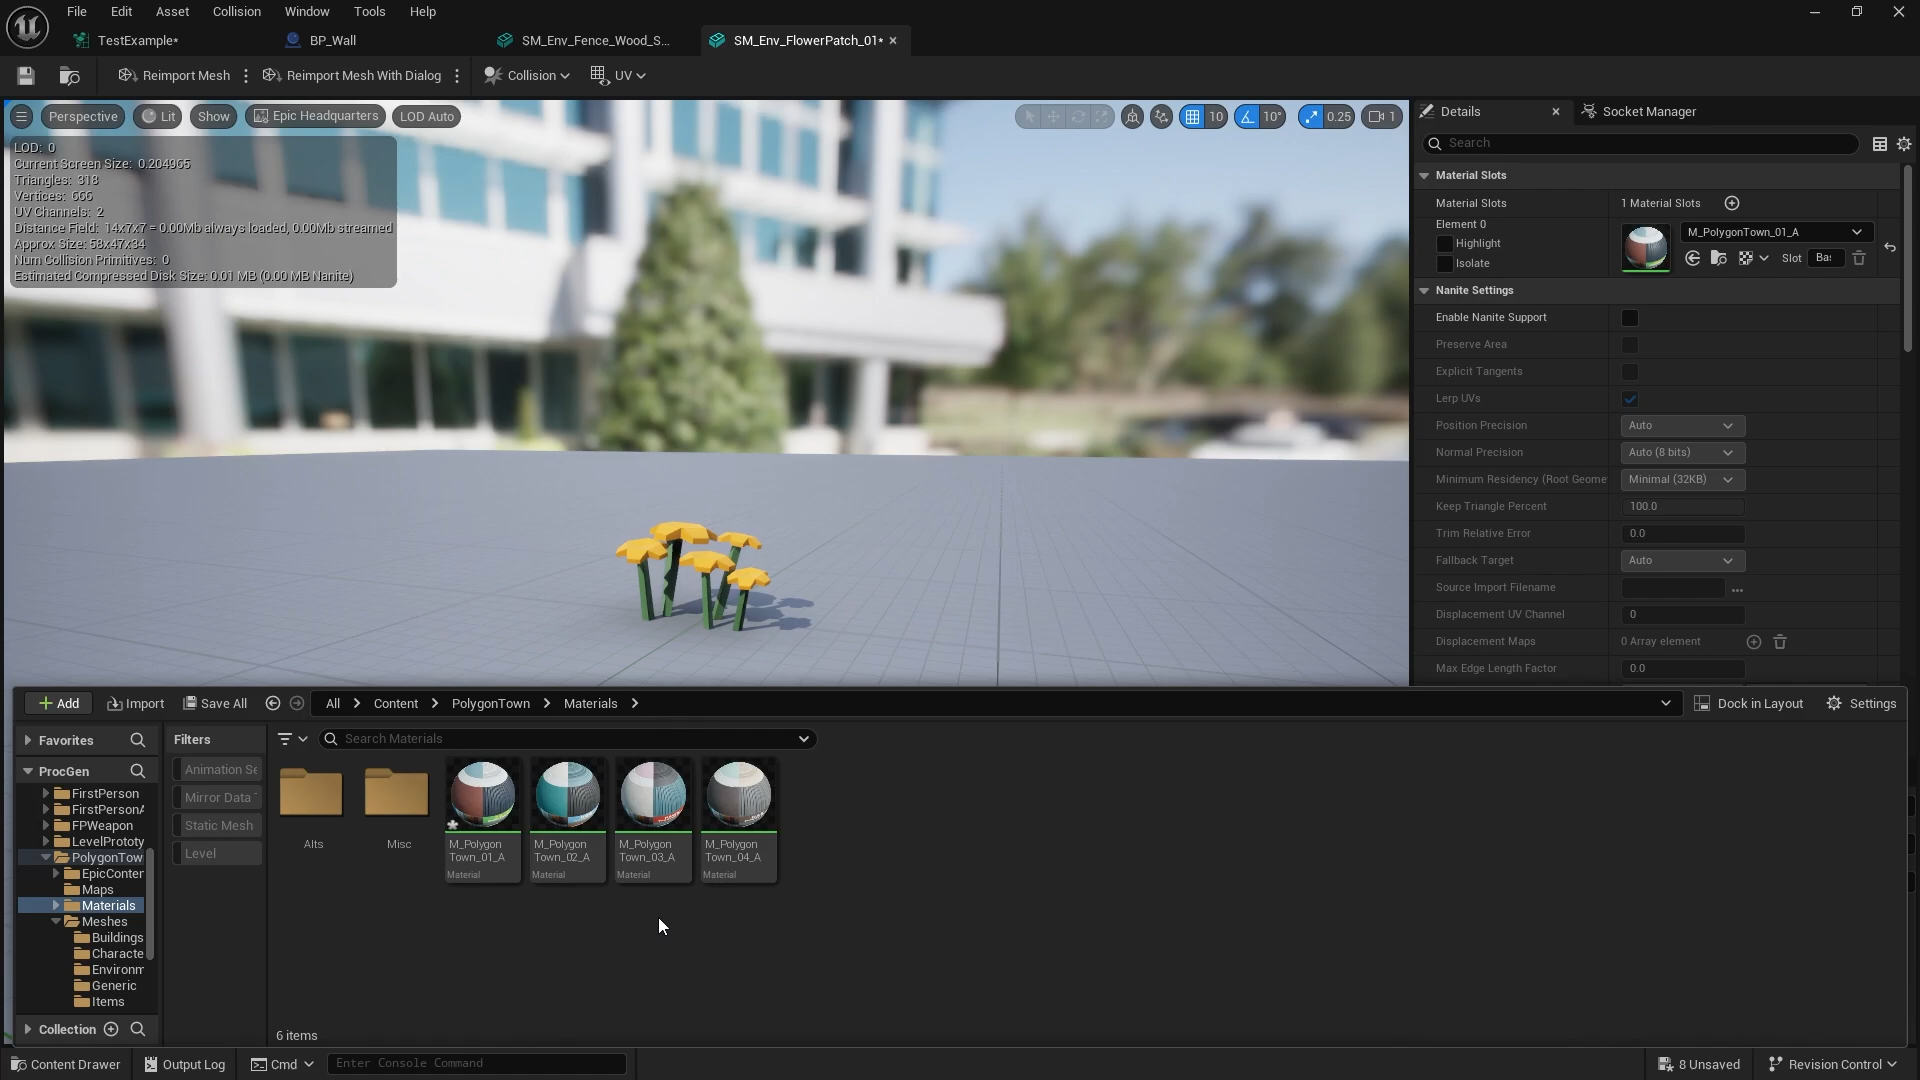 File Edit Asset Collision Window Tools Help
TestExample*
BP_Wall
SM_Env_Fence_Wood_S...
SM_Env_FlowerPatch_01*
Reimport Mesh
Reimport Mesh With Dialog
Collision
UV
Perspective
Lit
Show
Epic Headquarters
LOD Auto
10
10°
0.25
1
LOD: 0
Current Screen Size: 0.204965
Triangles: 318
Vertices: 666
UV Channels: 2
Distance Field: 14x7x7 = 0.00Mb always loaded, 0.00Mb streamed
Approx Size: 58x47x34
Num Collision Primitives: 0
Estimated Compressed Disk Size: 0.01 MB (0.00 MB Nanite)
Details
Socket Manager
Search
Material Slots
Material Slots 1 Material Slots
Element 0
Highlight
Isolate
M_PolygonTown_01_A
Slot Bas
Nanite Settings
Enable Nanite Support
Preserve Area
Explicit Tangents
Lerp UVs
Position Precision Auto
Normal Precision Auto (8 bits)
Minimum Residency (Root Geome Minimal (32KB)
Keep Triangle Percent 100.0
Trim Relative Error 0.0
Fallback Target Auto
Source Import Filename ...
Displacement UV Channel 0
Displacement Maps 0 Array element
Max Edge Length Factor 0.0
Add
Import
Save All
All > Content > PolygonTown > Materials >
Dock in Layout
Settings
Favorites
ProcGen
FirstPerson
FirstPersonA
FPWeapon
LevelPrototy
PolygonTow
EpicConten
Maps
Materials
Meshes
Buildings
Characte
Environm
Generic
Items
Collection
Filters
Animation Se
Mirror Data T
Static Mesh
Level
Search Materials
Alts
Misc
M_Polygon
Town_01_A
Material
M_Polygon
Town_02_A
Material
M_Polygon
Town_03_A
Material
M_Polygon
Town_04_A
Material
6 items
Content Drawer
Output Log
Cmd
Enter Console Command
8 Unsaved
Revision Control